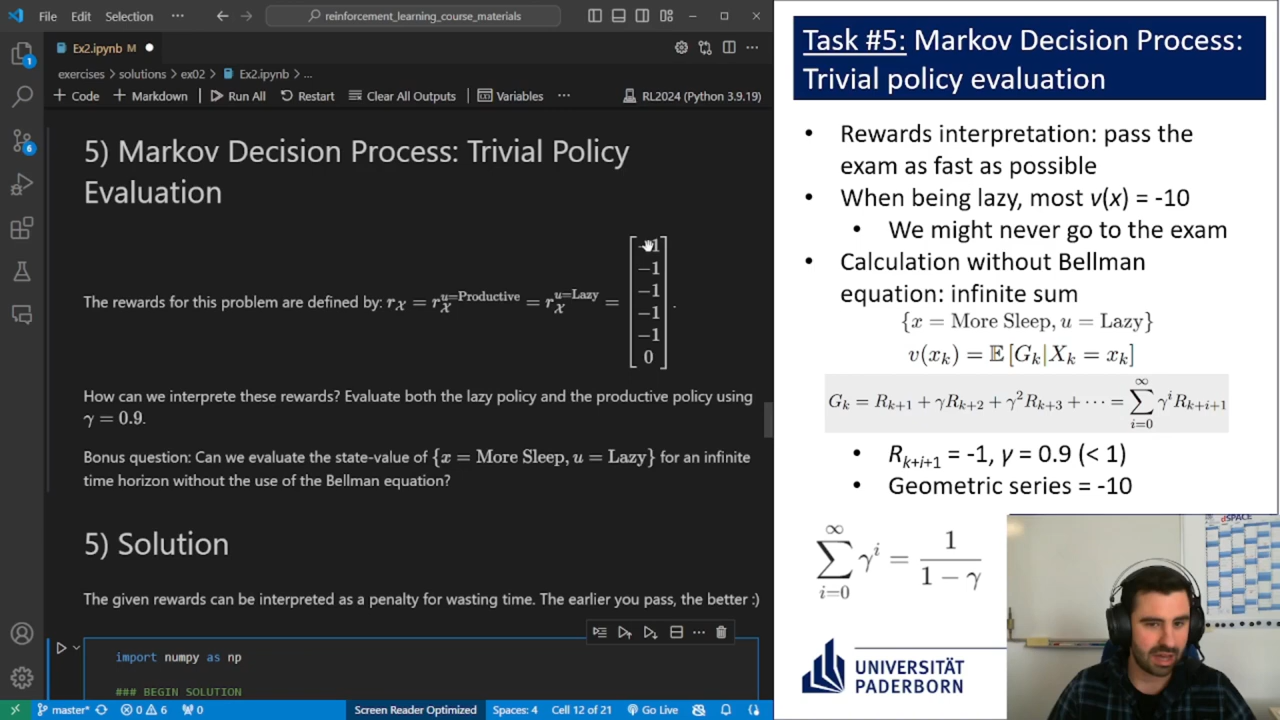 File Edit Selection ··· reinforcement_learning_course_materials
Ex2.ipynb M
exercises > solutions > ex02 > Ex2.ipynb > ...
+ Code + Markdown Run All Restart Clear All Outputs Variables ··· RL2024 (Python 3.9.19)
1
6
5) Markov Decision Process: Trivial Policy
Evaluation
The rewards for this problem are defined by: r_𝒳 = r_𝒳^{u=Productive} = r_𝒳^{u=Lazy} = [−1 −1 −1 −1 −1 0].
How can we interpret these rewards? Evaluate both the lazy policy and the productive policy using
γ = 0.9.
Bonus question: Can we evaluate the state-value of {x = More Sleep, u = Lazy} for an infinite
time horizon without the use of the Bellman equation?
5) Solution
The given rewards can be interpreted as a penalty for wasting time. The earlier you pass, the better :)
import numpy as np
### BEGIN SOLUTION
master* 0 6 0 Screen Reader Optimized Spaces: 4 Cell 12 of 21 Go Live
Task #5: Markov Decision Process:
Trivial policy evaluation
• Rewards interpretation: pass the
exam as fast as possible
• When being lazy, most v(x) = -10
• We might never go to the exam
• Calculation without Bellman
equation: infinite sum
{x = More Sleep, u = Lazy}
v(x_k) = 𝔼 [G_k|X_k = x_k]
G_k = R_{k+1} + γR_{k+2} + γ²R_{k+3} + ··· = ∑_{i=0}^{∞} γ^i R_{k+i+1}
• R_{k+i+1} = -1, γ = 0.9 (< 1)
• Geometric series = -10
∑_{i=0}^{∞} γ^i = 1/(1 − γ)
dSPACE
UNIVERSITÄT
PADERBORN